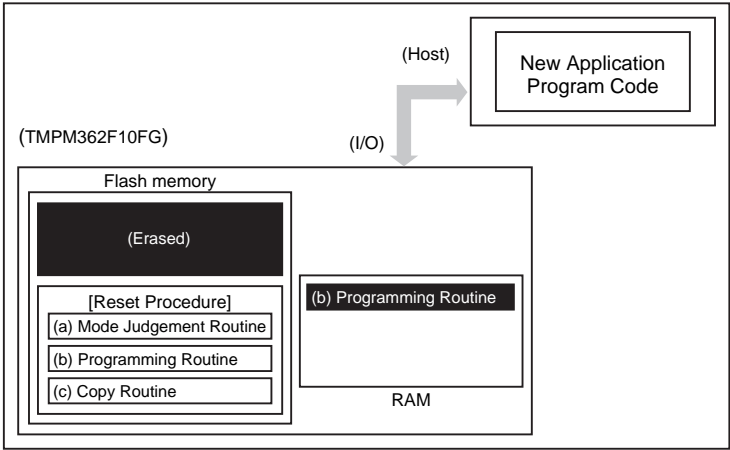 (Host)
New Application
Program Code
(TMPM362F10FG)
(I/O)
Flash memory
(Erased)
[Reset Procedure]
(a) Mode Judgement Routine
(b) Programming Routine
(c) Copy Routine
(b) Programming Routine
RAM